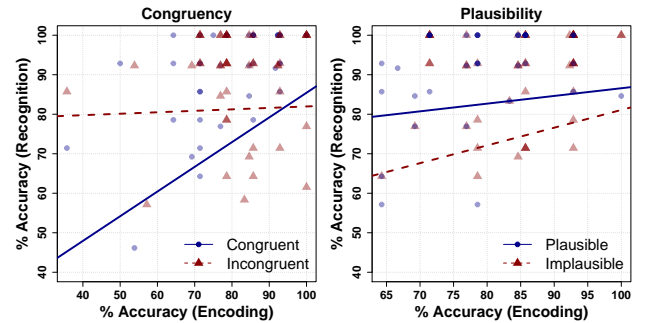 Congruency
% Accuracy (Recognition)
100
90
80
70
60
50
40
Congruent
Incongruent
40 50 60 70 80 90 100
% Accuracy (Encoding)
Plausibility
% Accuracy (Recognition)
100
90
80
70
60
50
40
Plausible
Implausible
65 70 75 80 85 90 95 100
% Accuracy (Encoding)